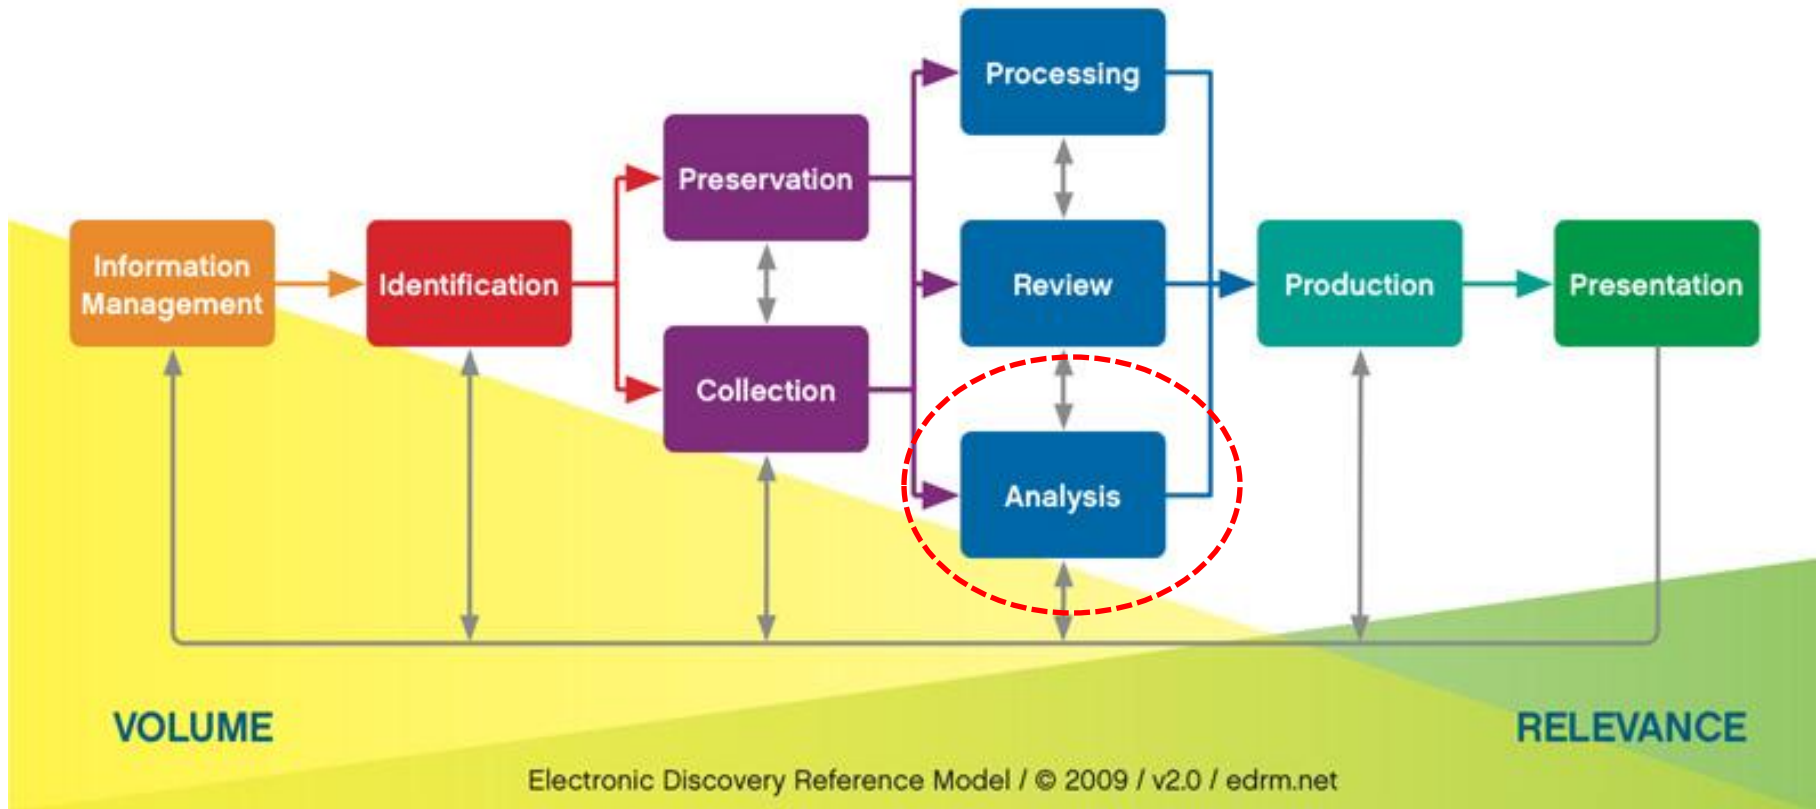 Processing
Preservation
Information
Management
Identification
Review
Production
Presentation
Collection
Analysis
VOLUME
RELEVANCE
Electronic Discovery Reference Model / © 2009 / v2.0 / edrm.net